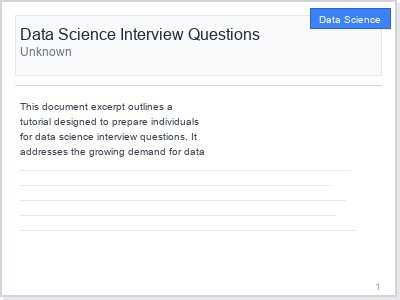 Data Science
Data Science Interview Questions
Unknown
This document excerpt outlines a
tutorial designed to prepare individuals
for data science interview questions. It
addresses the growing demand for data
1